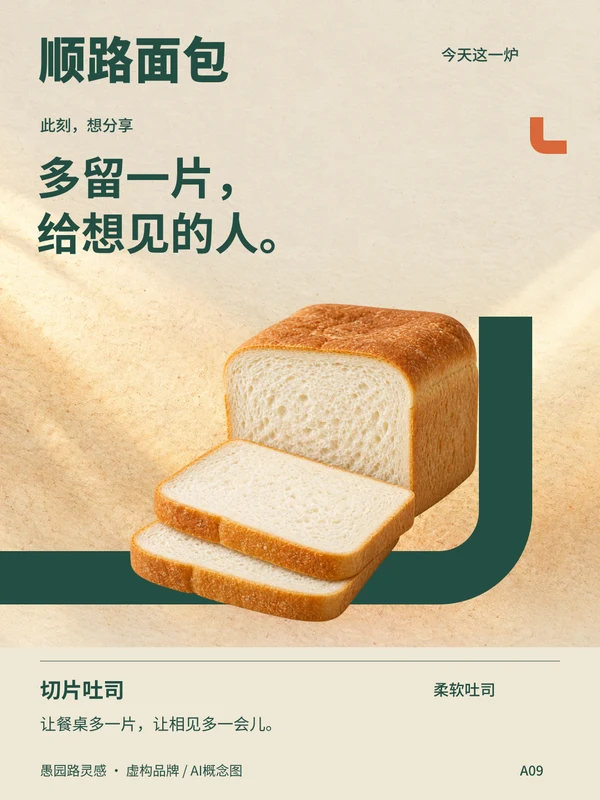 顺路面包
今天这一炉
此刻，想分享
多留一片，
给想见的人。
切片吐司
柔软吐司
让餐桌多一片，让相见多一会儿。
愚园路灵感 · 虚构品牌 / AI概念图
A09